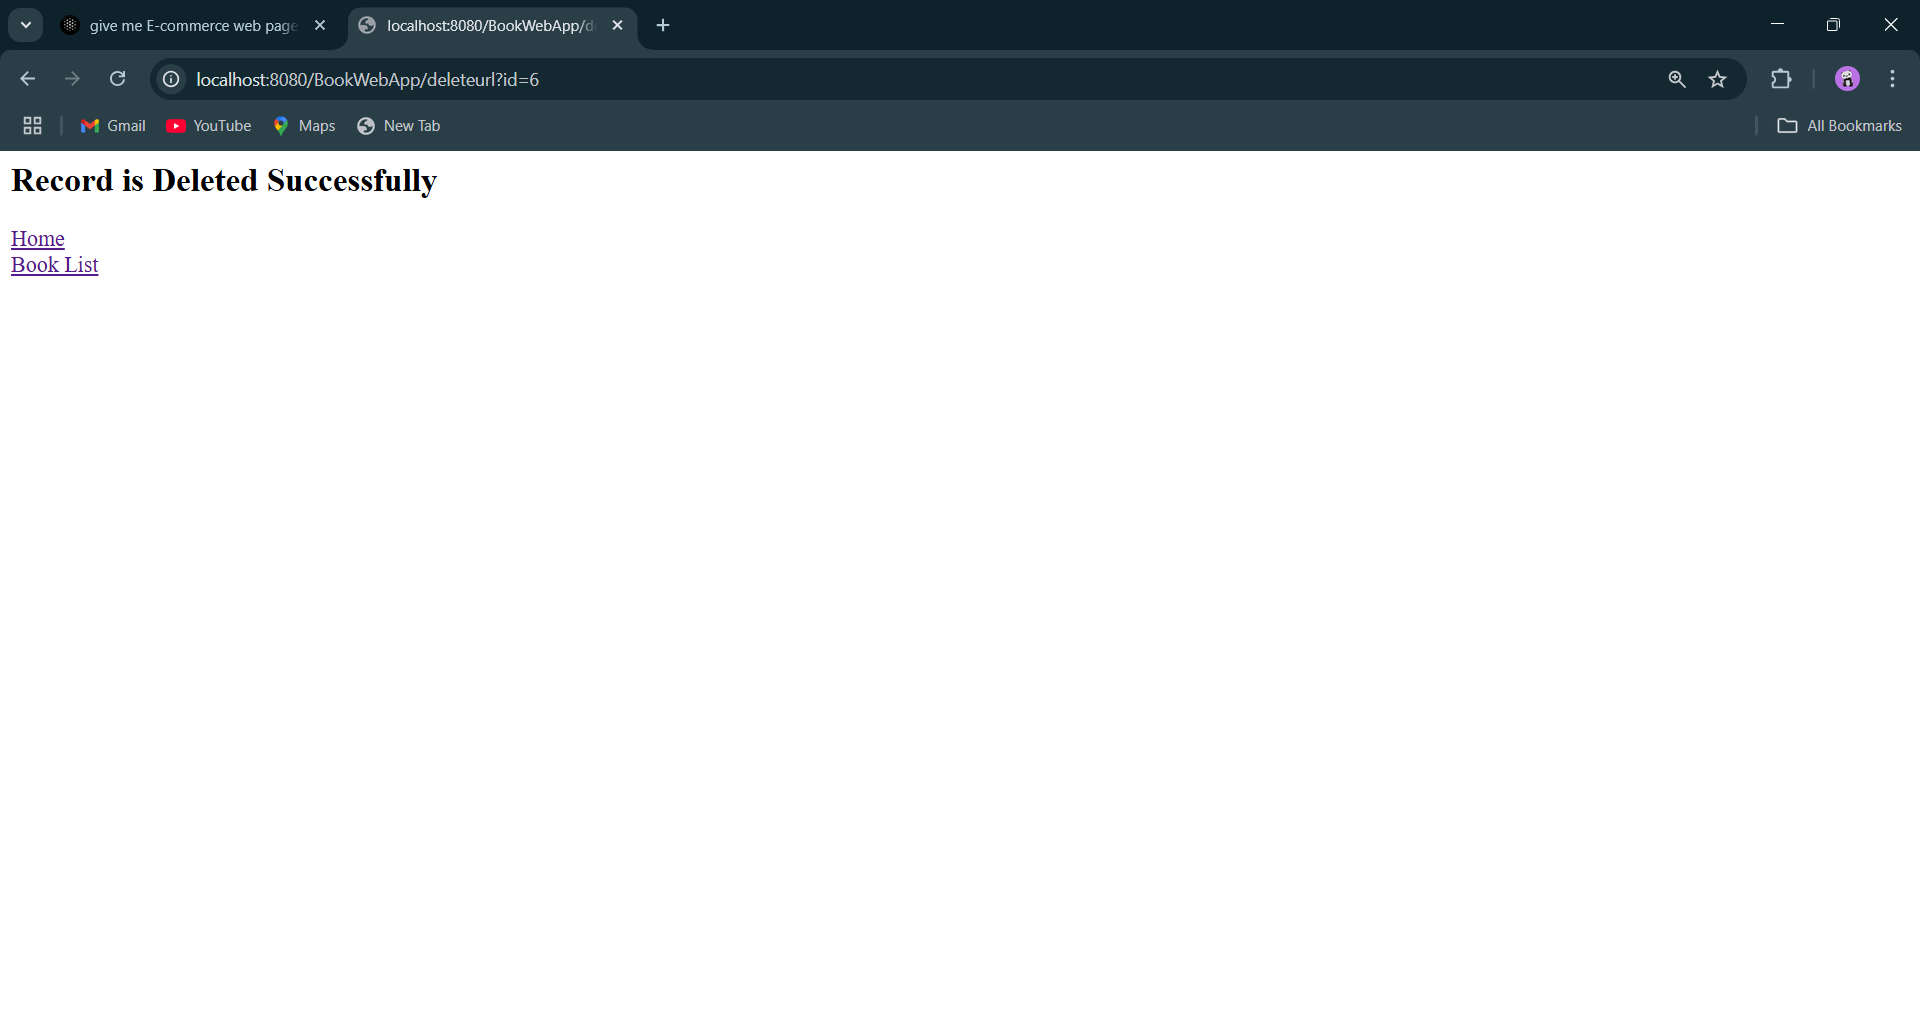 give me E-commerce web page
localhost:8080/BookWebApp/d
localhost:8080/BookWebApp/deleteurl?id=6
Gmail YouTube Maps New Tab All Bookmarks
Record is Deleted Successfully
Home
Book List